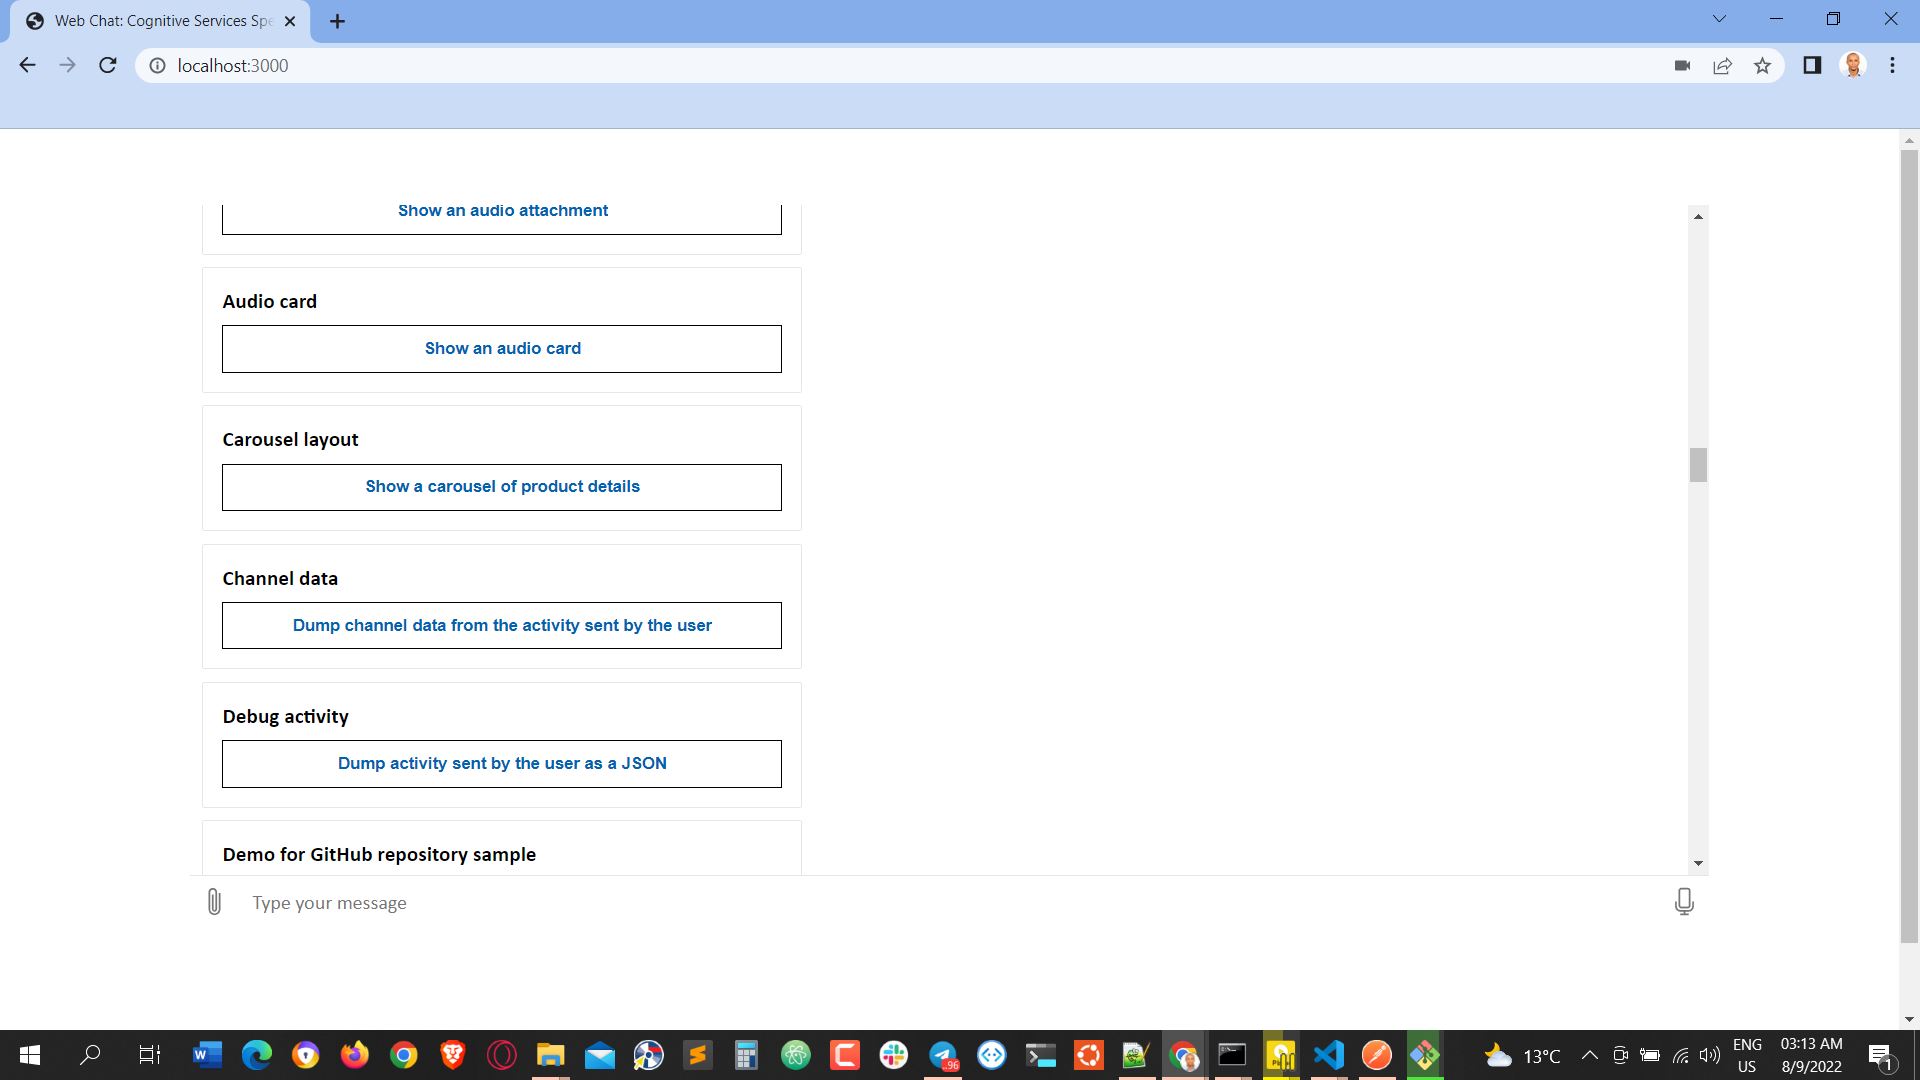 Web Chat: Cognitive Services Spe
localhost:3000
Show an audio attachment
Audio card
Show an audio card
Carousel layout
Show a carousel of product details
Channel data
Dump channel data from the activity sent by the user
Debug activity
Dump activity sent by the user as a JSON
Demo for GitHub repository sample
Type your message
13°C
ENG
US
03:13 AM
8/9/2022
1